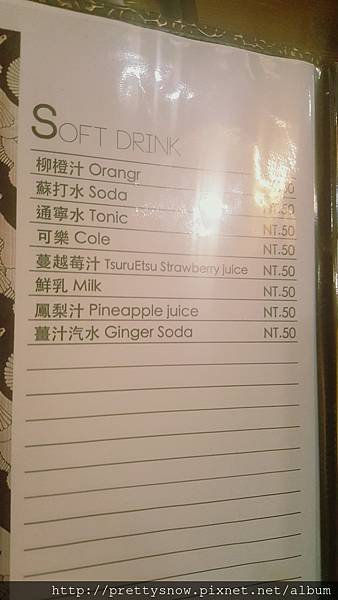 SOFT DRINK
柳橙汁 Orangr
蘇打水 Soda NT.50
通寧水 Tonic NT.50
可樂 Cole NT.50
蔓越莓汁 TsuruEtsu Strawberry juice NT.50
鮮乳 Milk NT.50
鳳梨汁 Pineapple juice NT.50
薑汁汽水 Ginger Soda NT.50
http://prettysnow.pixnet.net/album